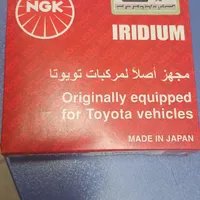 NGK
IRIDIUM
مجهز أصلاً لمركبات تويوتا
Originally equipped
for Toyota vehicles
MADE IN JAPAN